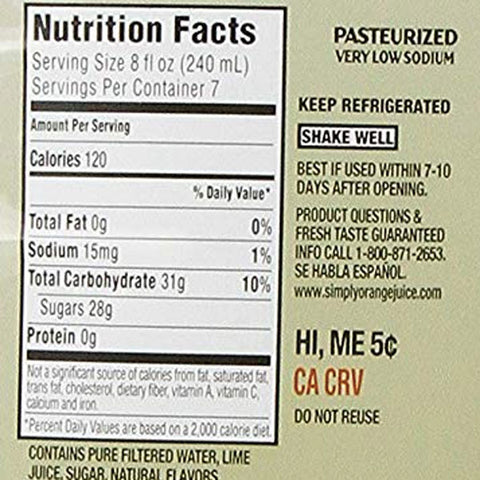 Nutrition Facts
Serving Size 8 fl oz (240 mL)
Servings Per Container 7
Amount Per Serving
Calories 120
% Daily Value*
Total Fat 0g 0%
Sodium 15mg 1%
Total Carbohydrate 31g 10%
Sugars 28g
Protein 0g
Not a significant source of calories from fat, saturated fat,
trans fat, cholesterol, dietary fiber, vitamin A, vitamin C,
calcium and iron.
*Percent Daily Values are based on a 2,000 calorie diet.
CONTAINS PURE FILTERED WATER, LIME
JUICE, SUGAR, NATURAL FLAVORS
PASTEURIZED
VERY LOW SODIUM
KEEP REFRIGERATED
SHAKE WELL
BEST IF USED WITHIN 7-10
DAYS AFTER OPENING.
PRODUCT QUESTIONS &
FRESH TASTE GUARANTEED
INFO CALL 1-800-871-2653.
SE HABLA ESPAÑOL.
www.simplyorangejuice.com
HI, ME 5¢
CA CRV
DO NOT REUSE